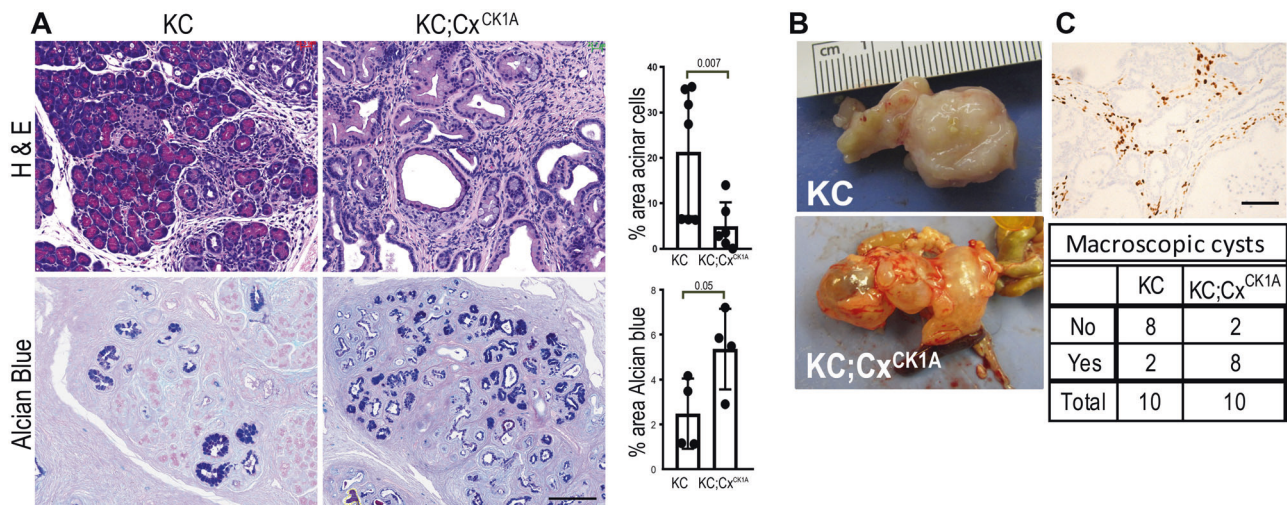 A
KC
KC;Cx^CK1A
H & E
Alcian Blue
% area acinar cells
40
30
20
10
0
0.007
KC
KC;Cx^CK1A
% area Alcian blue
8
6
4
2
0
0.05
KC
KC;Cx^CK1A
B
cm 1
KC
KC;Cx^CK1A
C
Macroscopic cysts
KC KC;Cx^CK1A
No 8 2
Yes 2 8
Total 10 10